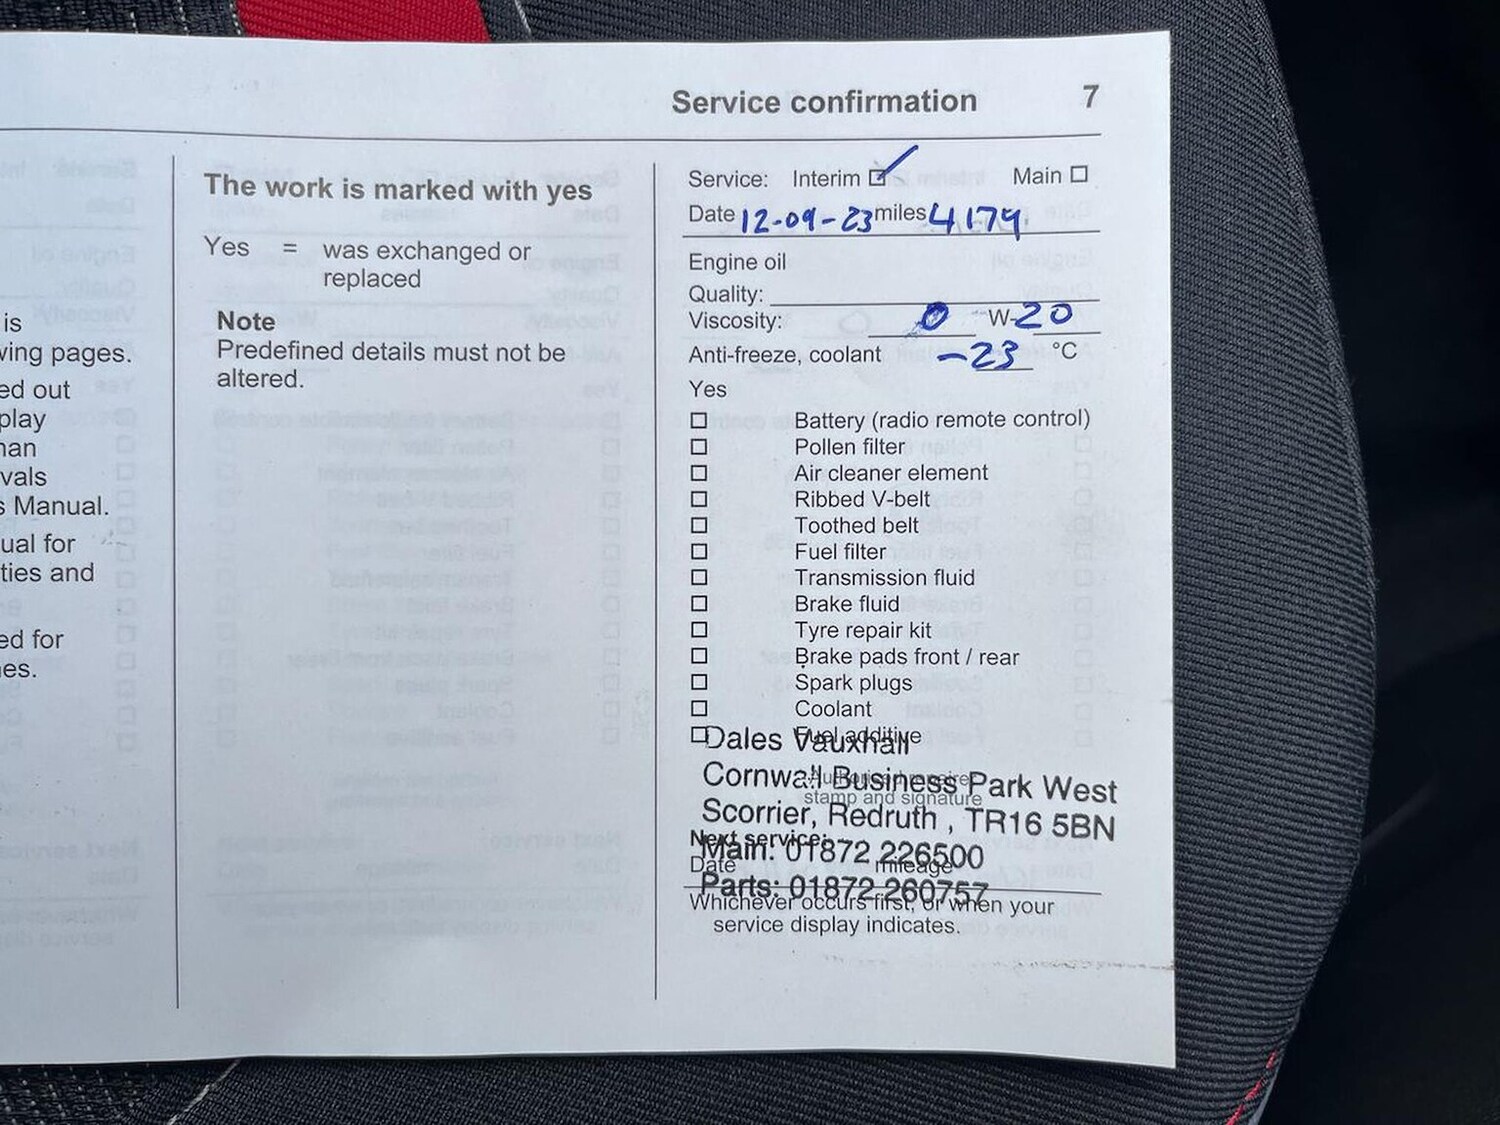 Service confirmation 7
is
wing pages.
ed out
play
nan
vals
s Manual.
ual for
ties and
ed for
nes.
The work is marked with yes
Yes = was exchanged or
replaced
Note
Predefined details must not be
altered.
Service: Interim Main
Date 12-09-23 miles 4179
Engine oil
Quality:
Viscosity: 0 W-20
Anti-freeze, coolant -23 °C
Yes
Battery (radio remote control)
Pollen filter
Air cleaner element
Ribbed V-belt
Toothed belt
Fuel filter
Transmission fluid
Brake fluid
Tyre repair kit
Brake pads front / rear
Spark plugs
Coolant
Fuel additive
Dales Vauxhall
Authorised repairer
Cornwall Business Park West
stamp and signature
Scorrier, Redruth , TR16 5BN
Next service:
Main: 01872 226500
Date mileage
Parts: 01872 260757
Whichever occurs first, or when your
service display indicates.